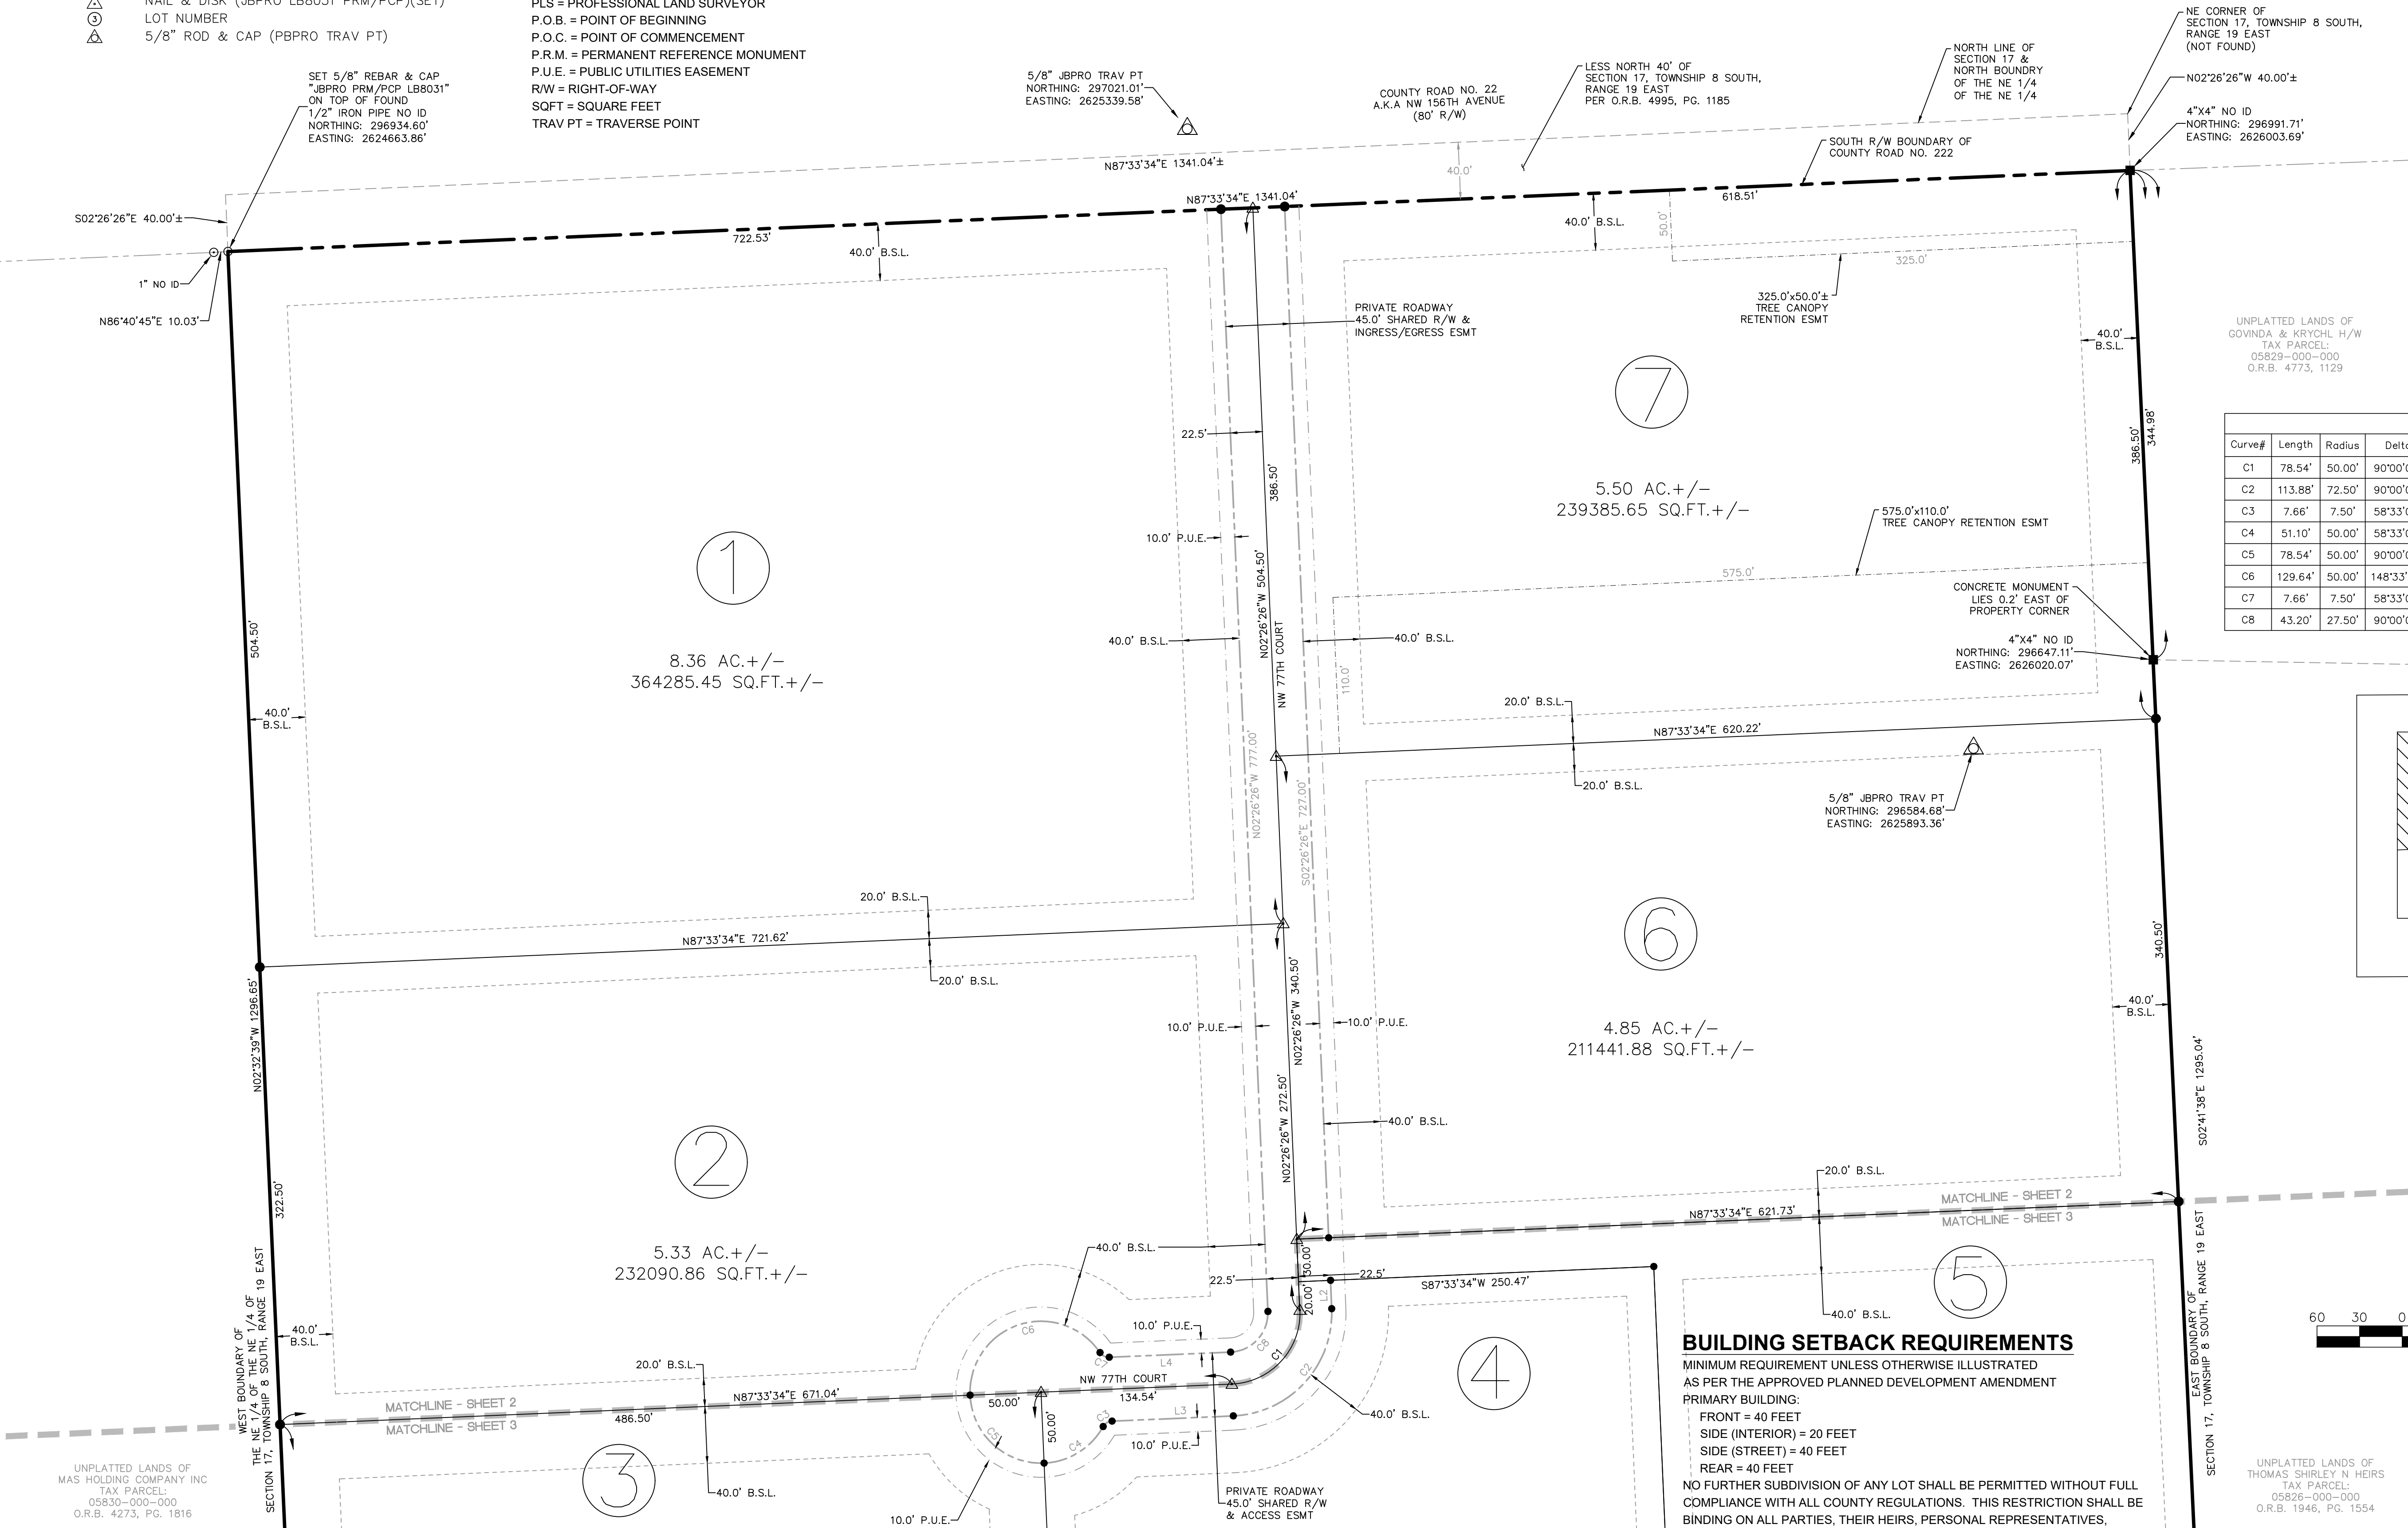 NAIL & DISK (JBPRO LB8031 PRM/PCP)(SET)
3
LOT NUMBER
5/8" ROD & CAP (PBPRO TRAV PT)
PLS = PROFESSIONAL LAND SURVEYOR
P.O.B. = POINT OF BEGINNING
P.O.C. = POINT OF COMMENCEMENT
P.R.M. = PERMANENT REFERENCE MONUMENT
P.U.E. = PUBLIC UTILITIES EASEMENT
R/W = RIGHT-OF-WAY
SQFT = SQUARE FEET
TRAV PT = TRAVERSE POINT
SET 5/8" REBAR & CAP
"JBPRO PRM/PCP LB8031"
ON TOP OF FOUND
1/2" IRON PIPE NO ID
NORTHING: 296934.60'
EASTING: 2624663.86'
5/8" JBPRO TRAV PT
NORTHING: 297021.01'
EASTING: 2625339.58'
COUNTY ROAD NO. 22
A.K.A NW 156TH AVENUE
(80' R/W)
LESS NORTH 40' OF
SECTION 17, TOWNSHIP 8 SOUTH,
RANGE 19 EAST
PER O.R.B. 4995, PG. 1185
NORTH LINE OF
SECTION 17 &
NORTH BOUNDRY
OF THE NE 1/4
OF THE NE 1/4
NE CORNER OF
SECTION 17, TOWNSHIP 8 SOUTH,
RANGE 19 EAST
(NOT FOUND)
N02°26'26"W 40.00'±
4"X4" NO ID
NORTHING: 296991.71'
EASTING: 2626003.69'
SOUTH R/W BOUNDARY OF
COUNTY ROAD NO. 222
N87°33'34"E 1341.04'±
40.0'
N87°33'34"E 1341.04'
618.51'
S02°26'26"E 40.00'±
722.53'
40.0' B.S.L.
40.0' B.S.L.
50.0'
325.0'
1" NO ID
N86°40'45"E 10.03'
PRIVATE ROADWAY
45.0' SHARED R/W &
INGRESS/EGRESS ESMT
325.0'x50.0'±
TREE CANOPY
RETENTION ESMT
40.0'
B.S.L.
UNPLATTED LANDS OF
GOVINDA & KRYCHL H/W
TAX PARCEL:
05829-000-000
O.R.B. 4773, 1129
7
5.50 AC.+/-
239385.65 SQ.FT.+/-
22.5'
386.50'
386.50'
344.98'
Curve# Length Radius Delt
C1 78.54' 50.00' 90°00'0
C2 113.88' 72.50' 90°00'0
C3 7.66' 7.50' 58°33'0
C4 51.10' 50.00' 58°33'0
C5 78.54' 50.00' 90°00'0
C6 129.64' 50.00' 148°33'
C7 7.66' 7.50' 58°33'0
C8 43.20' 27.50' 90°00'0
10.0' P.U.E.
575.0'x110.0'
TREE CANOPY RETENTION ESMT
575.0'
1
8.36 AC.+/-
364285.45 SQ.FT.+/-
504.50'
N02°26'26"W 504.50'
NW 77TH COURT
40.0' B.S.L.
40.0' B.S.L.
110.0'
CONCRETE MONUMENT
LIES 0.2' EAST OF
PROPERTY CORNER
4"X4" NO ID
NORTHING: 296647.11'
EASTING: 2626020.07'
40.0'
B.S.L.
20.0' B.S.L.
N87°33'34"E 620.22'
20.0' B.S.L.
N02°26'26"W 777.00'
S02°26'26"E 727.00'
5/8" JBPRO TRAV PT
NORTHING: 296584.68'
EASTING: 2625893.36'
20.0' B.S.L.
N87°33'34"E 721.62'
20.0' B.S.L.
6
4.85 AC.+/-
211441.88 SQ.FT.+/-
340.50'
40.0'
B.S.L.
N02°32'39"W 1296.65'
10.0' P.U.E.
N02°26'26"W 340.50'
10.0' P.U.E.
S02°41'38"E 1295.04'
40.0' B.S.L.
N02°26'26"W 272.50'
2
5.33 AC.+/-
232090.86 SQ.FT.+/-
322.50'
20.0' B.S.L.
MATCHLINE - SHEET 2
N87°33'34"E 621.73'
MATCHLINE - SHEET 3
40.0' B.S.L.
22.5'
30.00'
22.5'
S87°33'34"W 250.47'
20.00'
L2
5
40.0' B.S.L.
WEST BOUNDARY OF
THE NE 1/4 OF THE NE 1/4 OF
SECTION 17, TOWNSHIP 8 SOUTH, RANGE 19 EAST
EAST BOUNDARY OF
SECTION 17, TOWNSHIP 8 SOUTH, RANGE 19 EAST
40.0'
B.S.L.
C6
10.0' P.U.E.
C8
C1
C2
L4
20.0' B.S.L.
NW 77TH COURT
134.54'
N87°33'34"E 671.04'
MATCHLINE - SHEET 2
MATCHLINE - SHEET 3
486.50'
50.00'
50.00'
C5
C4
C3
L3
10.0' P.U.E.
40.0' B.S.L.
4
3
40.0' B.S.L.
10.0' P.U.E.
PRIVATE ROADWAY
45.0' SHARED R/W
& ACCESS ESMT
UNPLATTED LANDS OF
MAS HOLDING COMPANY INC
TAX PARCEL:
05830-000-000
O.R.B. 4273, PG. 1816
BUILDING SETBACK REQUIREMENTS
MINIMUM REQUIREMENT UNLESS OTHERWISE ILLUSTRATED
AS PER THE APPROVED PLANNED DEVELOPMENT AMENDMENT
PRIMARY BUILDING:
FRONT = 40 FEET
SIDE (INTERIOR) = 20 FEET
SIDE (STREET) = 40 FEET
REAR = 40 FEET
NO FURTHER SUBDIVISION OF ANY LOT SHALL BE PERMITTED WITHOUT FULL
COMPLIANCE WITH ALL COUNTY REGULATIONS. THIS RESTRICTION SHALL BE
BINDING ON ALL PARTIES, THEIR HEIRS, PERSONAL REPRESENTATIVES,
60 30 0
UNPLATTED LANDS OF
THOMAS SHIRLEY N HEIRS
TAX PARCEL:
05826-000-000
O.R.B. 1946, PG. 1554